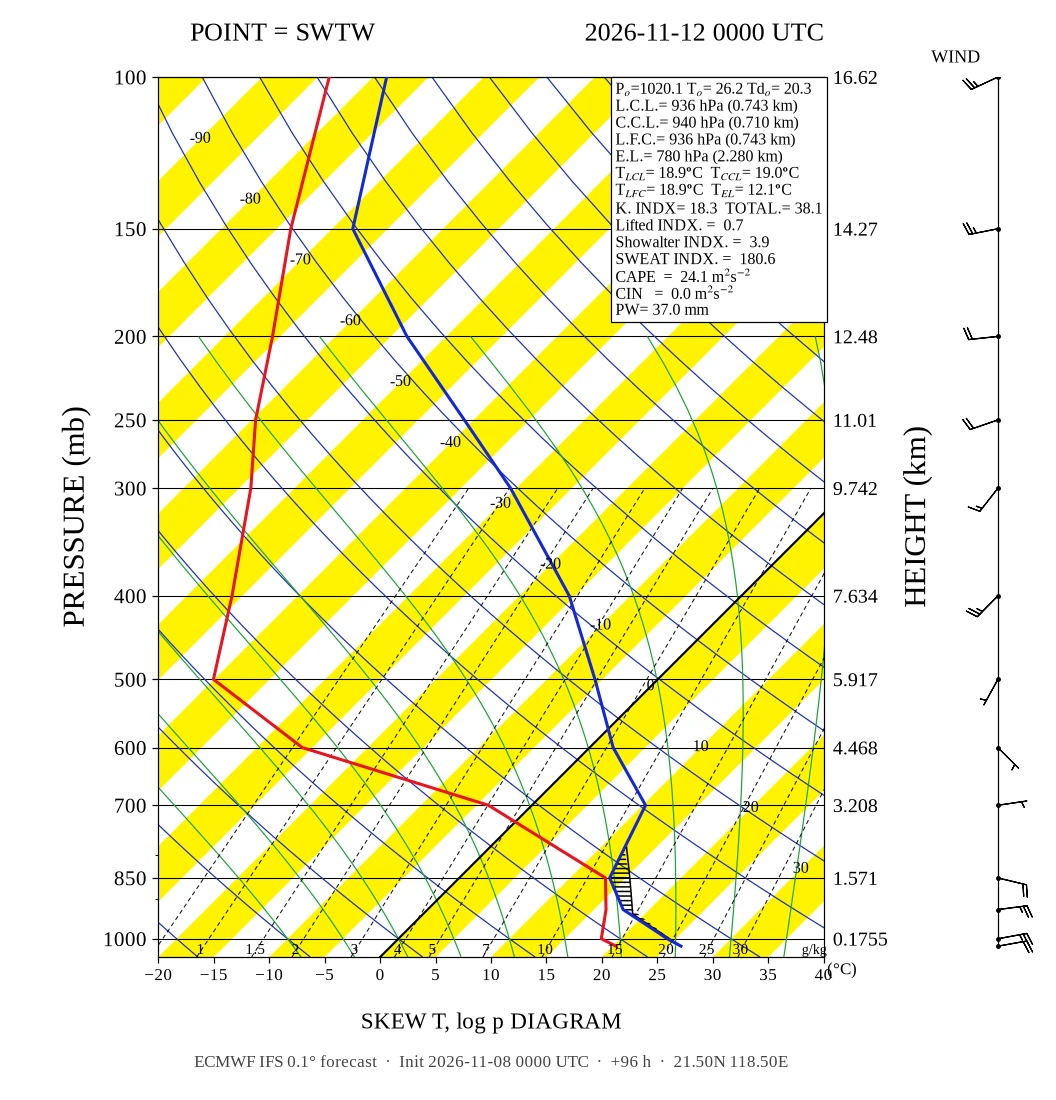 POINT = SWTW
2026-11-12 0000 UTC
WIND
P₀=1020.1 T₀= 26.2 Td₀= 20.3
L.C.L.= 936 hPa (0.743 km)
C.C.L.= 940 hPa (0.710 km)
L.F.C.= 936 hPa (0.743 km)
E.L.= 780 hPa (2.280 km)
T_LCL= 18.9°C T_CCL= 19.0°C
T_LFC= 18.9°C T_EL= 12.1°C
K. INDX= 18.3 TOTAL.= 38.1
Lifted INDX. = 0.7
Showalter INDX. = 3.9
SWEAT INDX. = 180.6
CAPE = 24.1 m²s⁻²
CIN = 0.0 m²s⁻²
PW= 37.0 mm
100
150
200
250
300
400
500
600
700
850
1000
PRESSURE (mb)
-90
-80
-70
-60
-50
-40
-30
-20
-10
0
10
20
30
16.62
14.27
12.48
11.01
9.742
7.634
5.917
4.468
3.208
1.571
0.1755
HEIGHT (km)
1 1.5 2 3 4 5 7 10 15 20 25 30 g/kg
−20 −15 −10 −5 0 5 10 15 20 25 30 35 40
(°C)
SKEW T, log p DIAGRAM
ECMWF IFS 0.1° forecast · Init 2026-11-08 0000 UTC · +96 h · 21.50N 118.50E